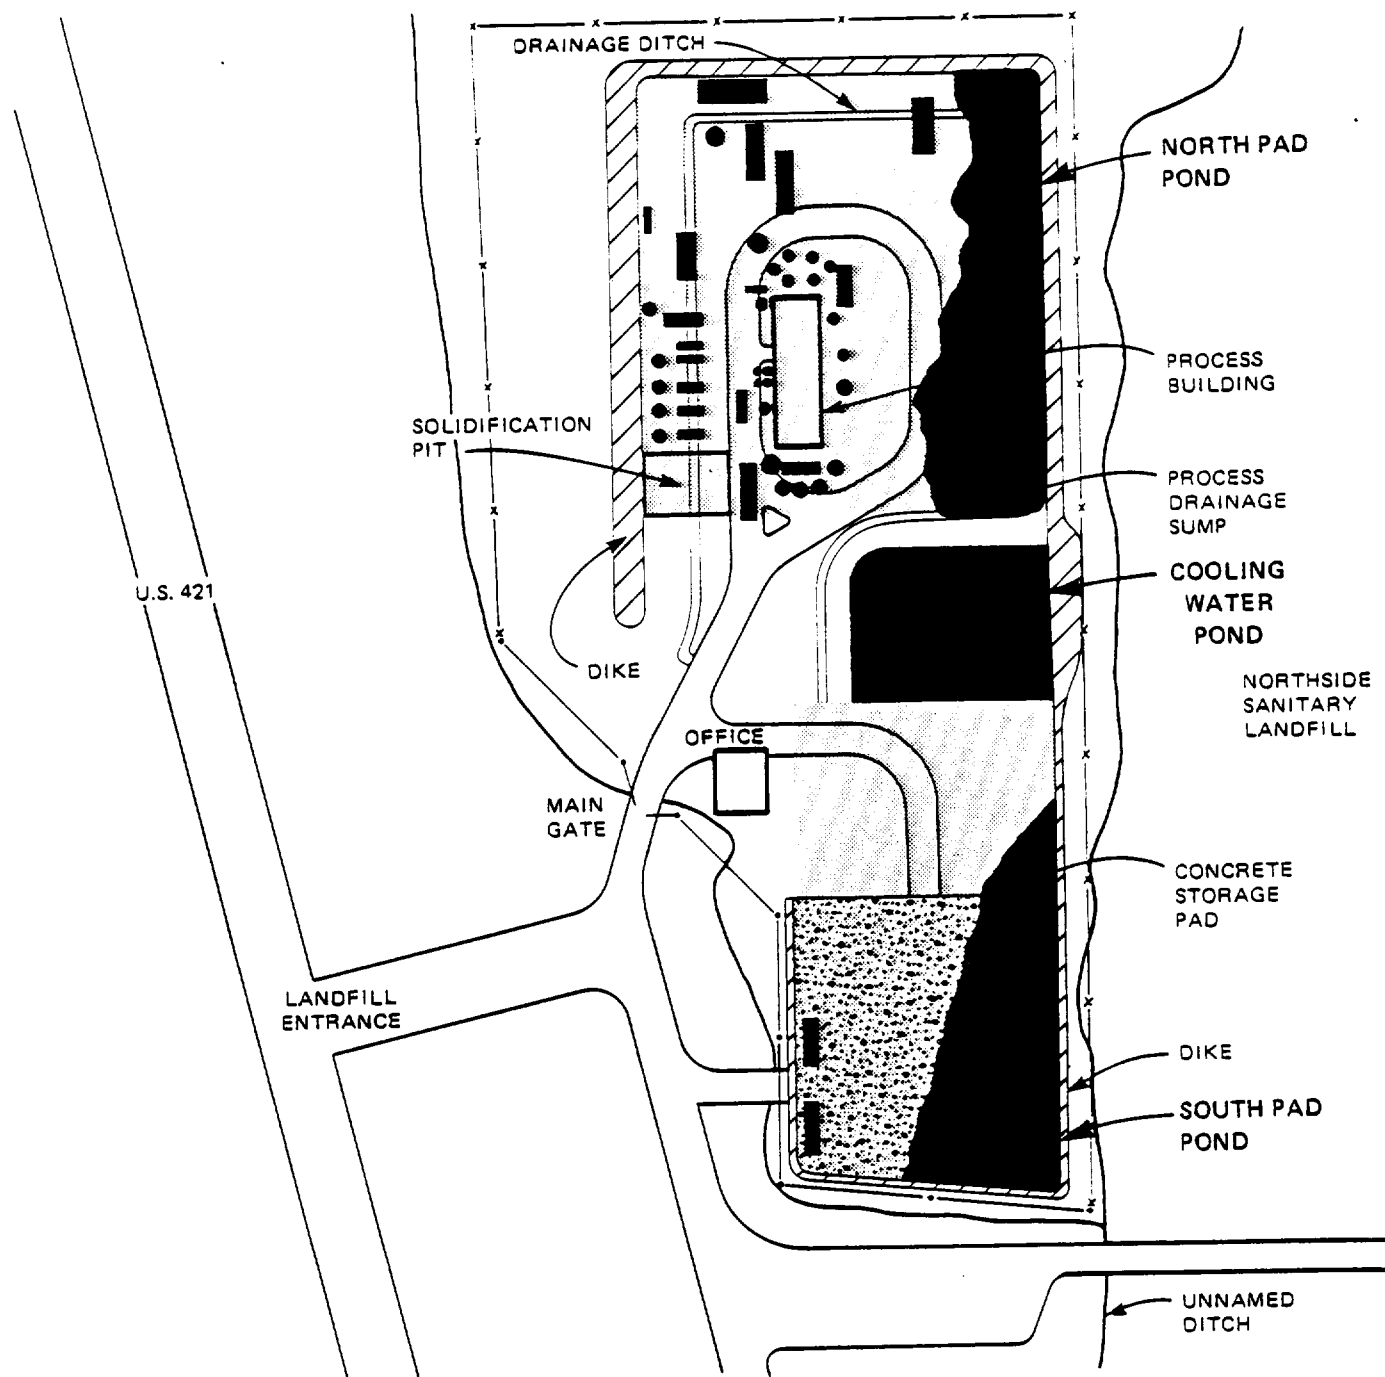 DRAINAGE DITCH
NORTH PAD
POND
PROCESS
BUILDING
SOLIDIFICATION
PIT
PROCESS
DRAINAGE
SUMP
COOLING
WATER
POND
U.S. 421
DIKE
NORTHSIDE
SANITARY
LANDFILL
OFFICE
MAIN
GATE
CONCRETE
STORAGE
PAD
LANDFILL
ENTRANCE
DIKE
SOUTH PAD
POND
UNNAMED
DITCH